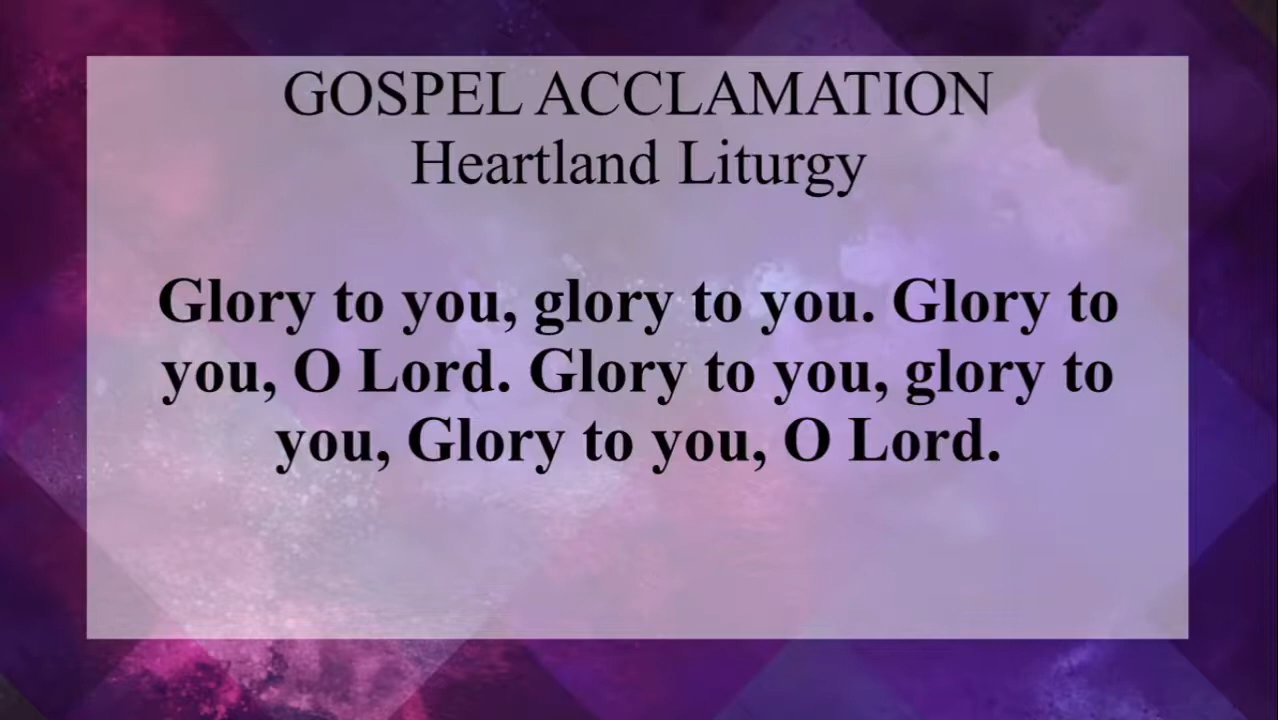 GOSPEL ACCLAMATION
Heartland Liturgy
Glory to you, glory to you. Glory to
you, O Lord. Glory to you, glory to
you, Glory to you, O Lord.